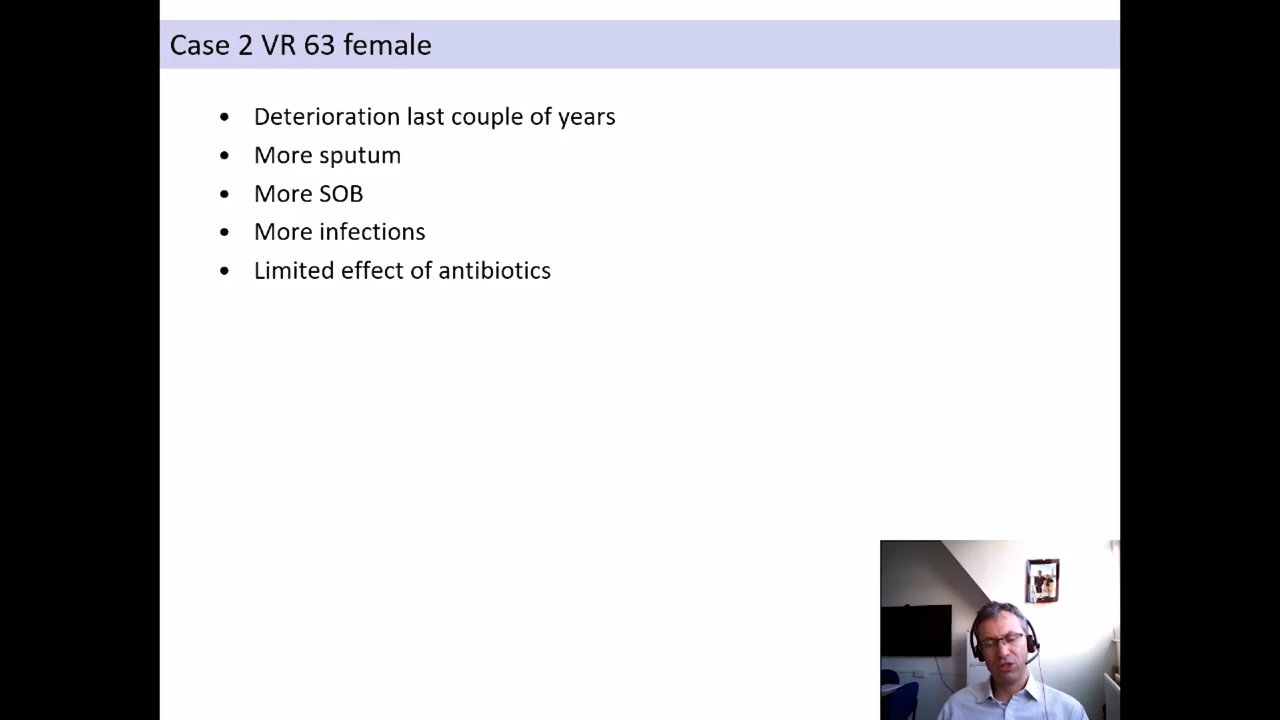 Case 2 VR 63 female
• Deterioration last couple of years
• More sputum
• More SOB
• More infections
• Limited effect of antibiotics